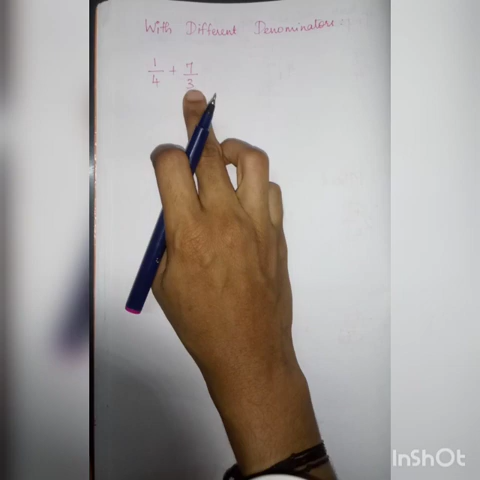 With Different Denominators
1/4 + 7/3
InShOt